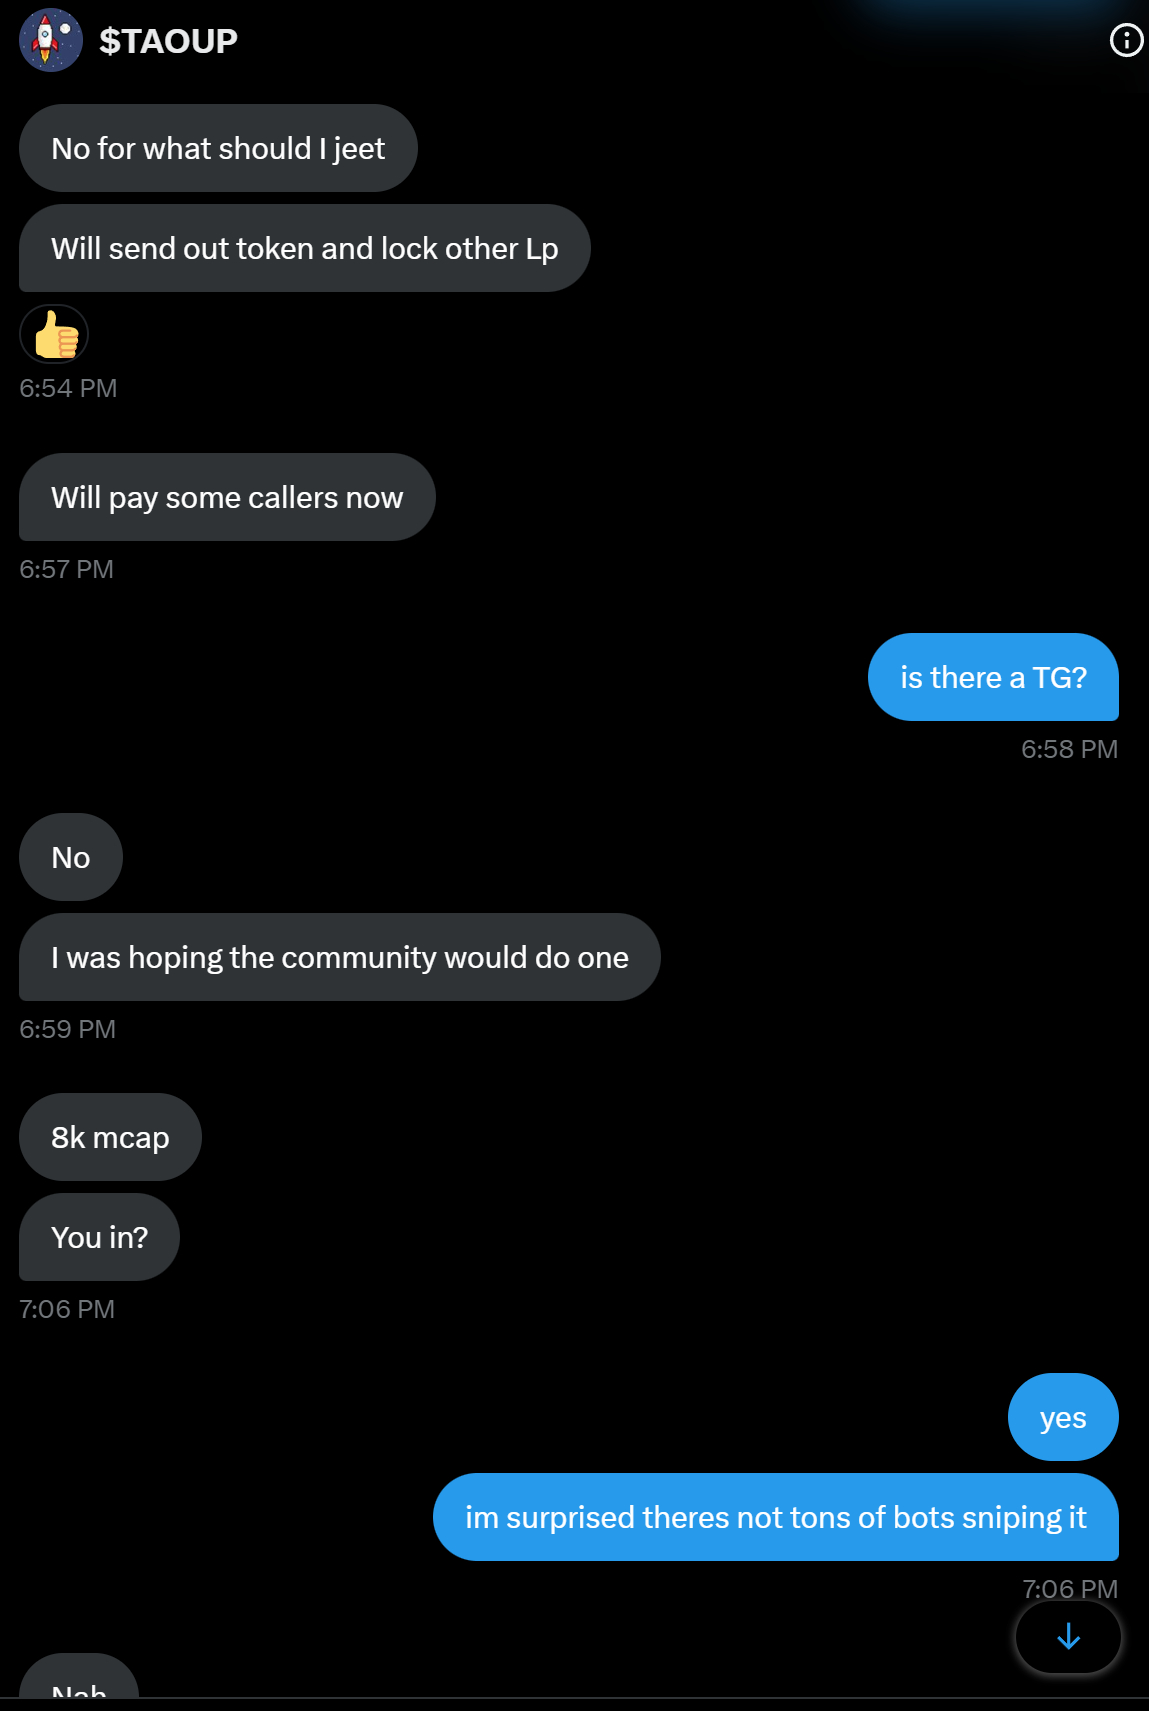 $TAOUP
No for what should I jeet
Will send out token and lock other Lp
6:54 PM
Will pay some callers now
6:57 PM
is there a TG?
6:58 PM
No
I was hoping the community would do one
6:59 PM
8k mcap
You in?
7:06 PM
yes
im surprised theres not tons of bots sniping it
7:06 PM
Nah